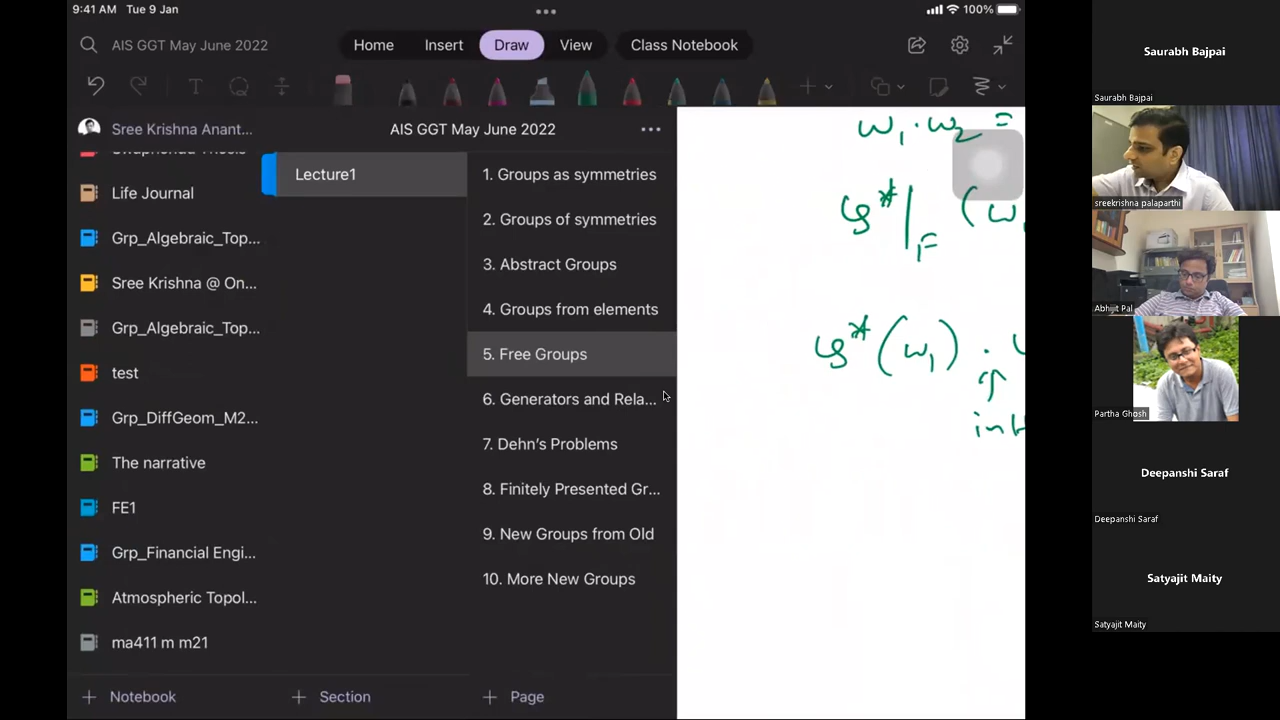 9:41 AM Tue 9 Jan
100%
AIS GGT May June 2022
Home
Insert
Draw
View
Class Notebook
Sree Krishna Anant...
AIS GGT May June 2022
Life Journal
Grp_Algebraic_Top...
Sree Krishna @ On...
Grp_Algebraic_Top...
test
Grp_DiffGeom_M2...
The narrative
FE1
Grp_Financial Engi...
Atmospheric Topol...
ma411 m m21
Notebook
Lecture1
Section
1. Groups as symmetries
2. Groups of symmetries
3. Abstract Groups
4. Groups from elements
5. Free Groups
6. Generators and Rela...
7. Dehn's Problems
8. Finitely Presented Gr...
9. New Groups from Old
10. More New Groups
Page
w₁ · w₂ =
φ*|F (w
φ*(w₁) ·
in
Saurabh Bajpai
Saurabh Bajpai
sreekrishna palaparthi
Abhijit Pal
Partha Ghosh
Deepanshi Saraf
Deepanshi Saraf
Satyajit Maity
Satyajit Maity